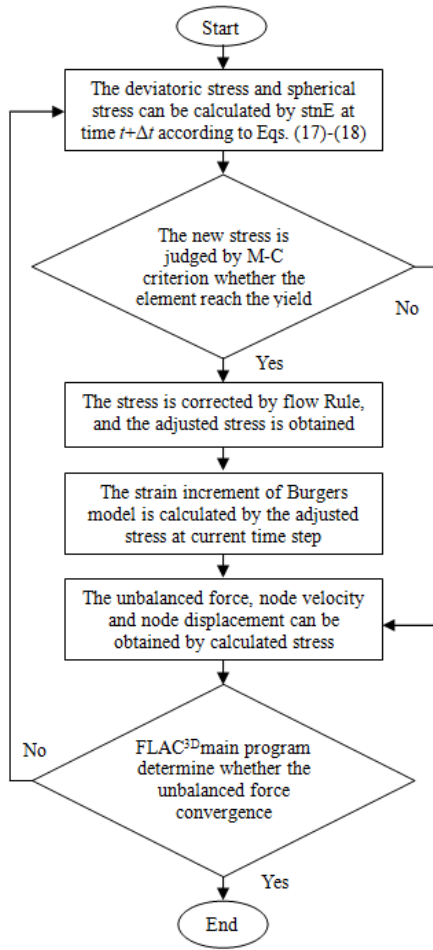 Start
The deviatoric stress and spherical
stress can be calculated by stnE at
time t+Δt according to Eqs. (17)-(18)
The new stress is
judged by M-C
criterion whether the
element reach the yield
No
Yes
The stress is corrected by flow Rule,
and the adjusted stress is obtained
The strain increment of Burgers
model is calculated by the adjusted
stress at current time step
The unbalanced force, node velocity
and node displacement can be
obtained by calculated stress
No
FLAC³ᴰmain program
determine whether the
unbalanced force
convergence
Yes
End